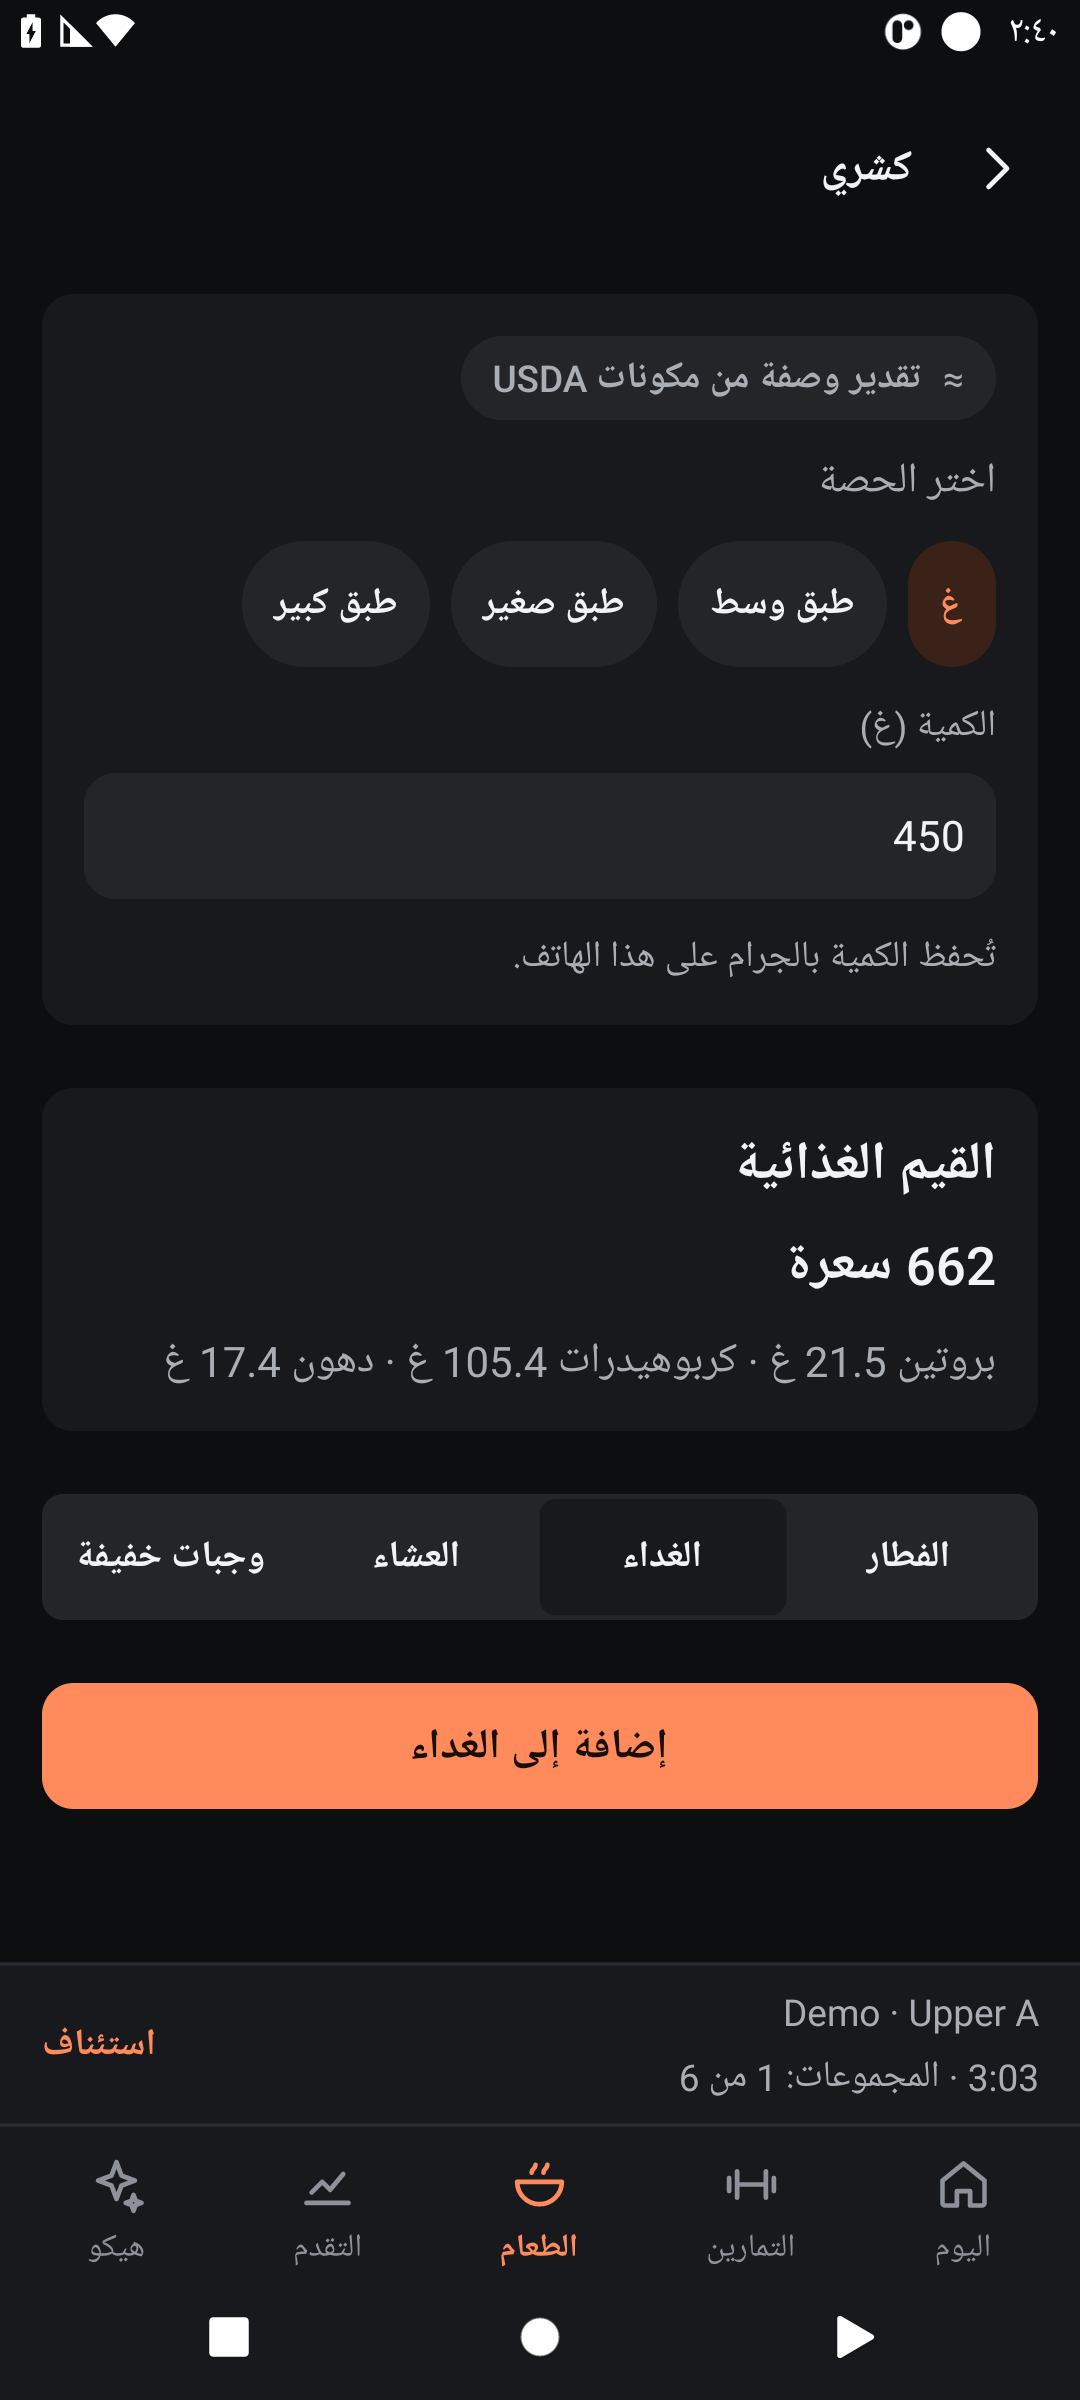 ٢:٤٠
كشري
≈ تقدير وصفة من مكونات USDA
اختر الحصة
غ
طبق وسط
طبق صغير
طبق كبير
الكمية (غ)
450
تُحفظ الكمية بالجرام على هذا الهاتف.
القيم الغذائية
662 سعرة
بروتين 21.5 غ · كربوهيدرات 105.4 غ · دهون 17.4 غ
الفطار
الغداء
العشاء
وجبات خفيفة
إضافة إلى الغداء
Demo · Upper A
3:03 · المجموعات: 1 من 6
استئناف
اليوم
التمارين
الطعام
التقدم
هيكو